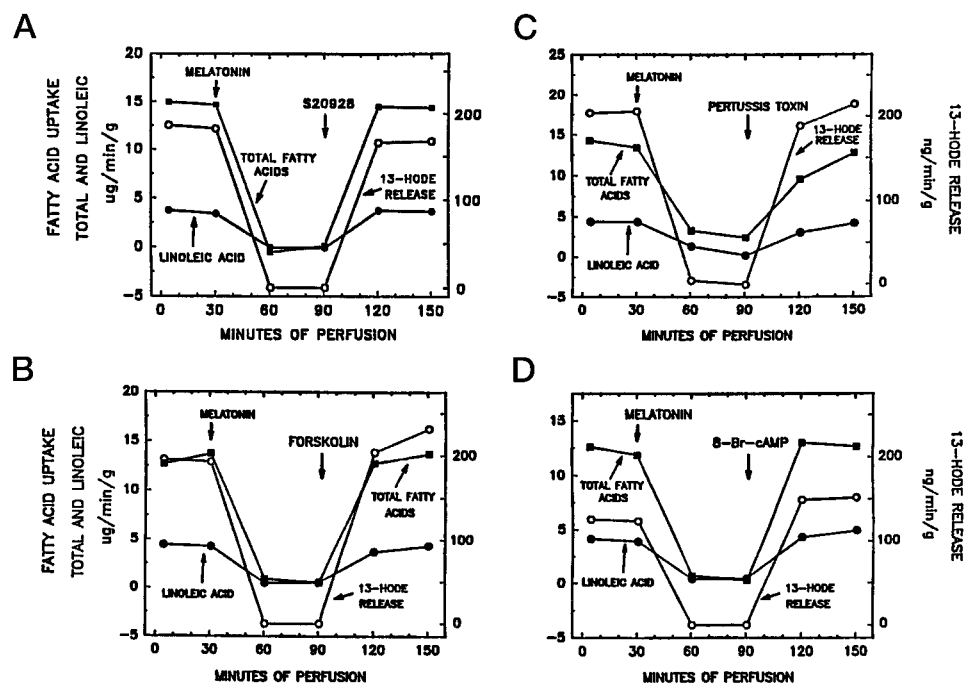 A
FATTY ACID UPTAKE
TOTAL AND LINOLEIC
ug/min/g
20
15
10
5
0
−5
MELATONIN
S20928
TOTAL FATTY
ACIDS
13-HODE
RELEASE
LINOLEIC ACID
200
100
0
0 30 60 90 120 150
MINUTES OF PERFUSION
C
25
20
15
10
5
0
−5
MELATONIN
PERTUSSIS TOXIN
13-HODE
RELEASE
TOTAL FATTY
ACIDS
LINOLEIC ACID
200
100
0
13-HODE RELEASE
ng/min/g
0 30 60 90 120 150
MINUTES OF PERFUSION
B
FATTY ACID UPTAKE
TOTAL AND LINOLEIC
ug/min/g
20
15
10
5
0
−5
MELATONIN
FORSKOLIN
TOTAL FATTY
ACIDS
LINOLEIC ACID
13-HODE
RELEASE
200
100
0
0 30 60 90 120 150
MINUTES OF PERFUSION
D
15
10
5
0
−5
MELATONIN
8-Br-cAMP
TOTAL FATTY
ACIDS
LINOLEIC ACID
13-HODE
RELEASE
200
100
0
13-HODE RELEASE
ng/min/g
0 30 60 90 120 150
MINUTES OF PERFUSION